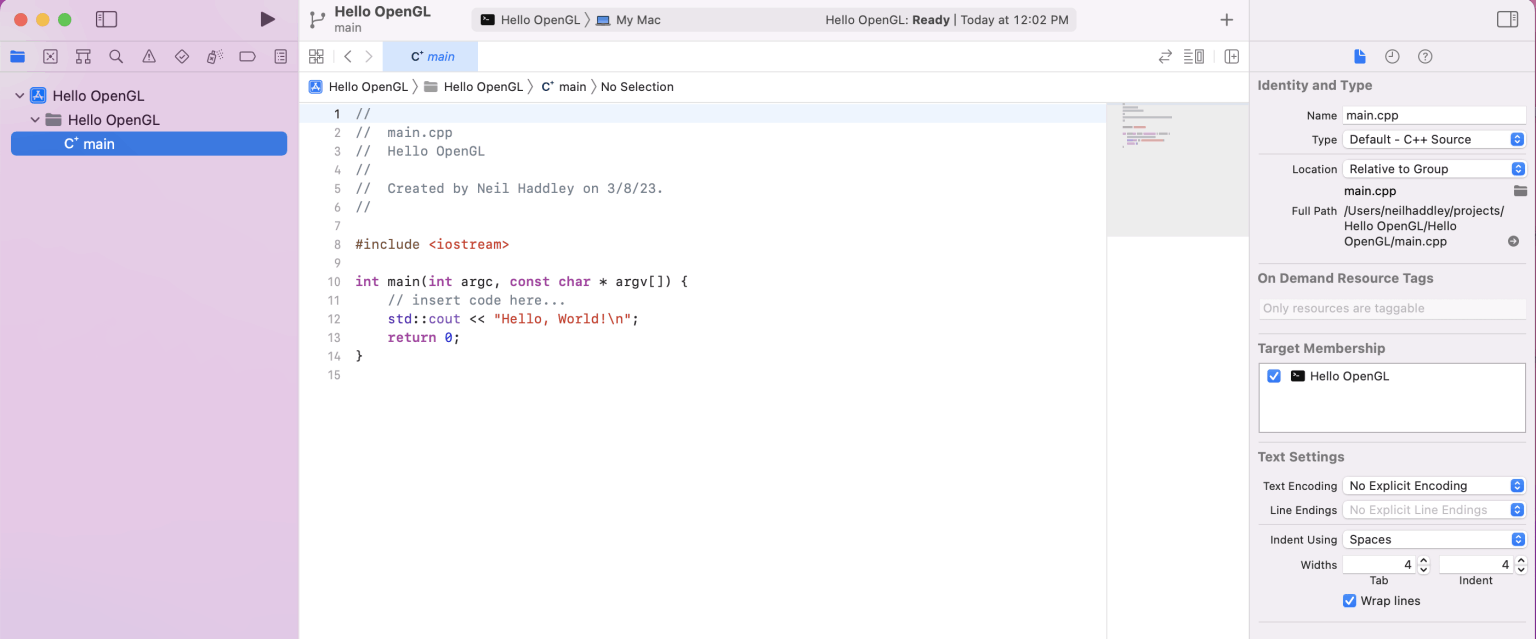 Hello OpenGL
main
Hello OpenGL 〉 My Mac
Hello OpenGL: Ready | Today at 12:02 PM
C+ main
Hello OpenGL 〉 Hello OpenGL 〉 C+ main 〉 No Selection
Hello OpenGL
Hello OpenGL
C+ main
1 //
2 //  main.cpp
3 //  Hello OpenGL
4 //
5 //  Created by Neil Haddley on 3/8/23.
6 //
7
8 #include <iostream>
9
10 int main(int argc, const char * argv[]) {
11     // insert code here...
12     std::cout << "Hello, World!\n";
13     return 0;
14 }
15
Identity and Type
Name main.cpp
Type Default - C++ Source
Location Relative to Group
main.cpp
Full Path /Users/neilhaddley/projects/
Hello OpenGL/Hello
OpenGL/main.cpp
On Demand Resource Tags
Only resources are taggable
Target Membership
Hello OpenGL
Text Settings
Text Encoding No Explicit Encoding
Line Endings No Explicit Line Endings
Indent Using Spaces
Widths 4 4
Tab Indent
Wrap lines